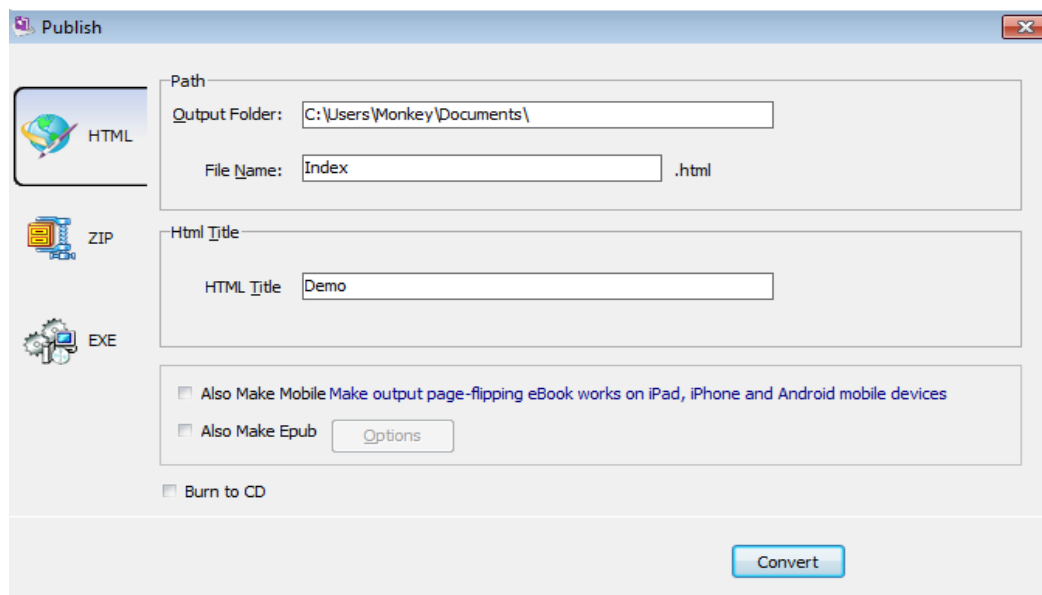 Publish
HTML
ZIP
EXE
Path
Output Folder: C:\Users\Monkey\Documents\
File Name: Index .html
Html Title
HTML Title Demo
Also Make Mobile Make output page-flipping eBook works on iPad, iPhone and Android mobile devices
Also Make Epub Options
Burn to CD
Convert